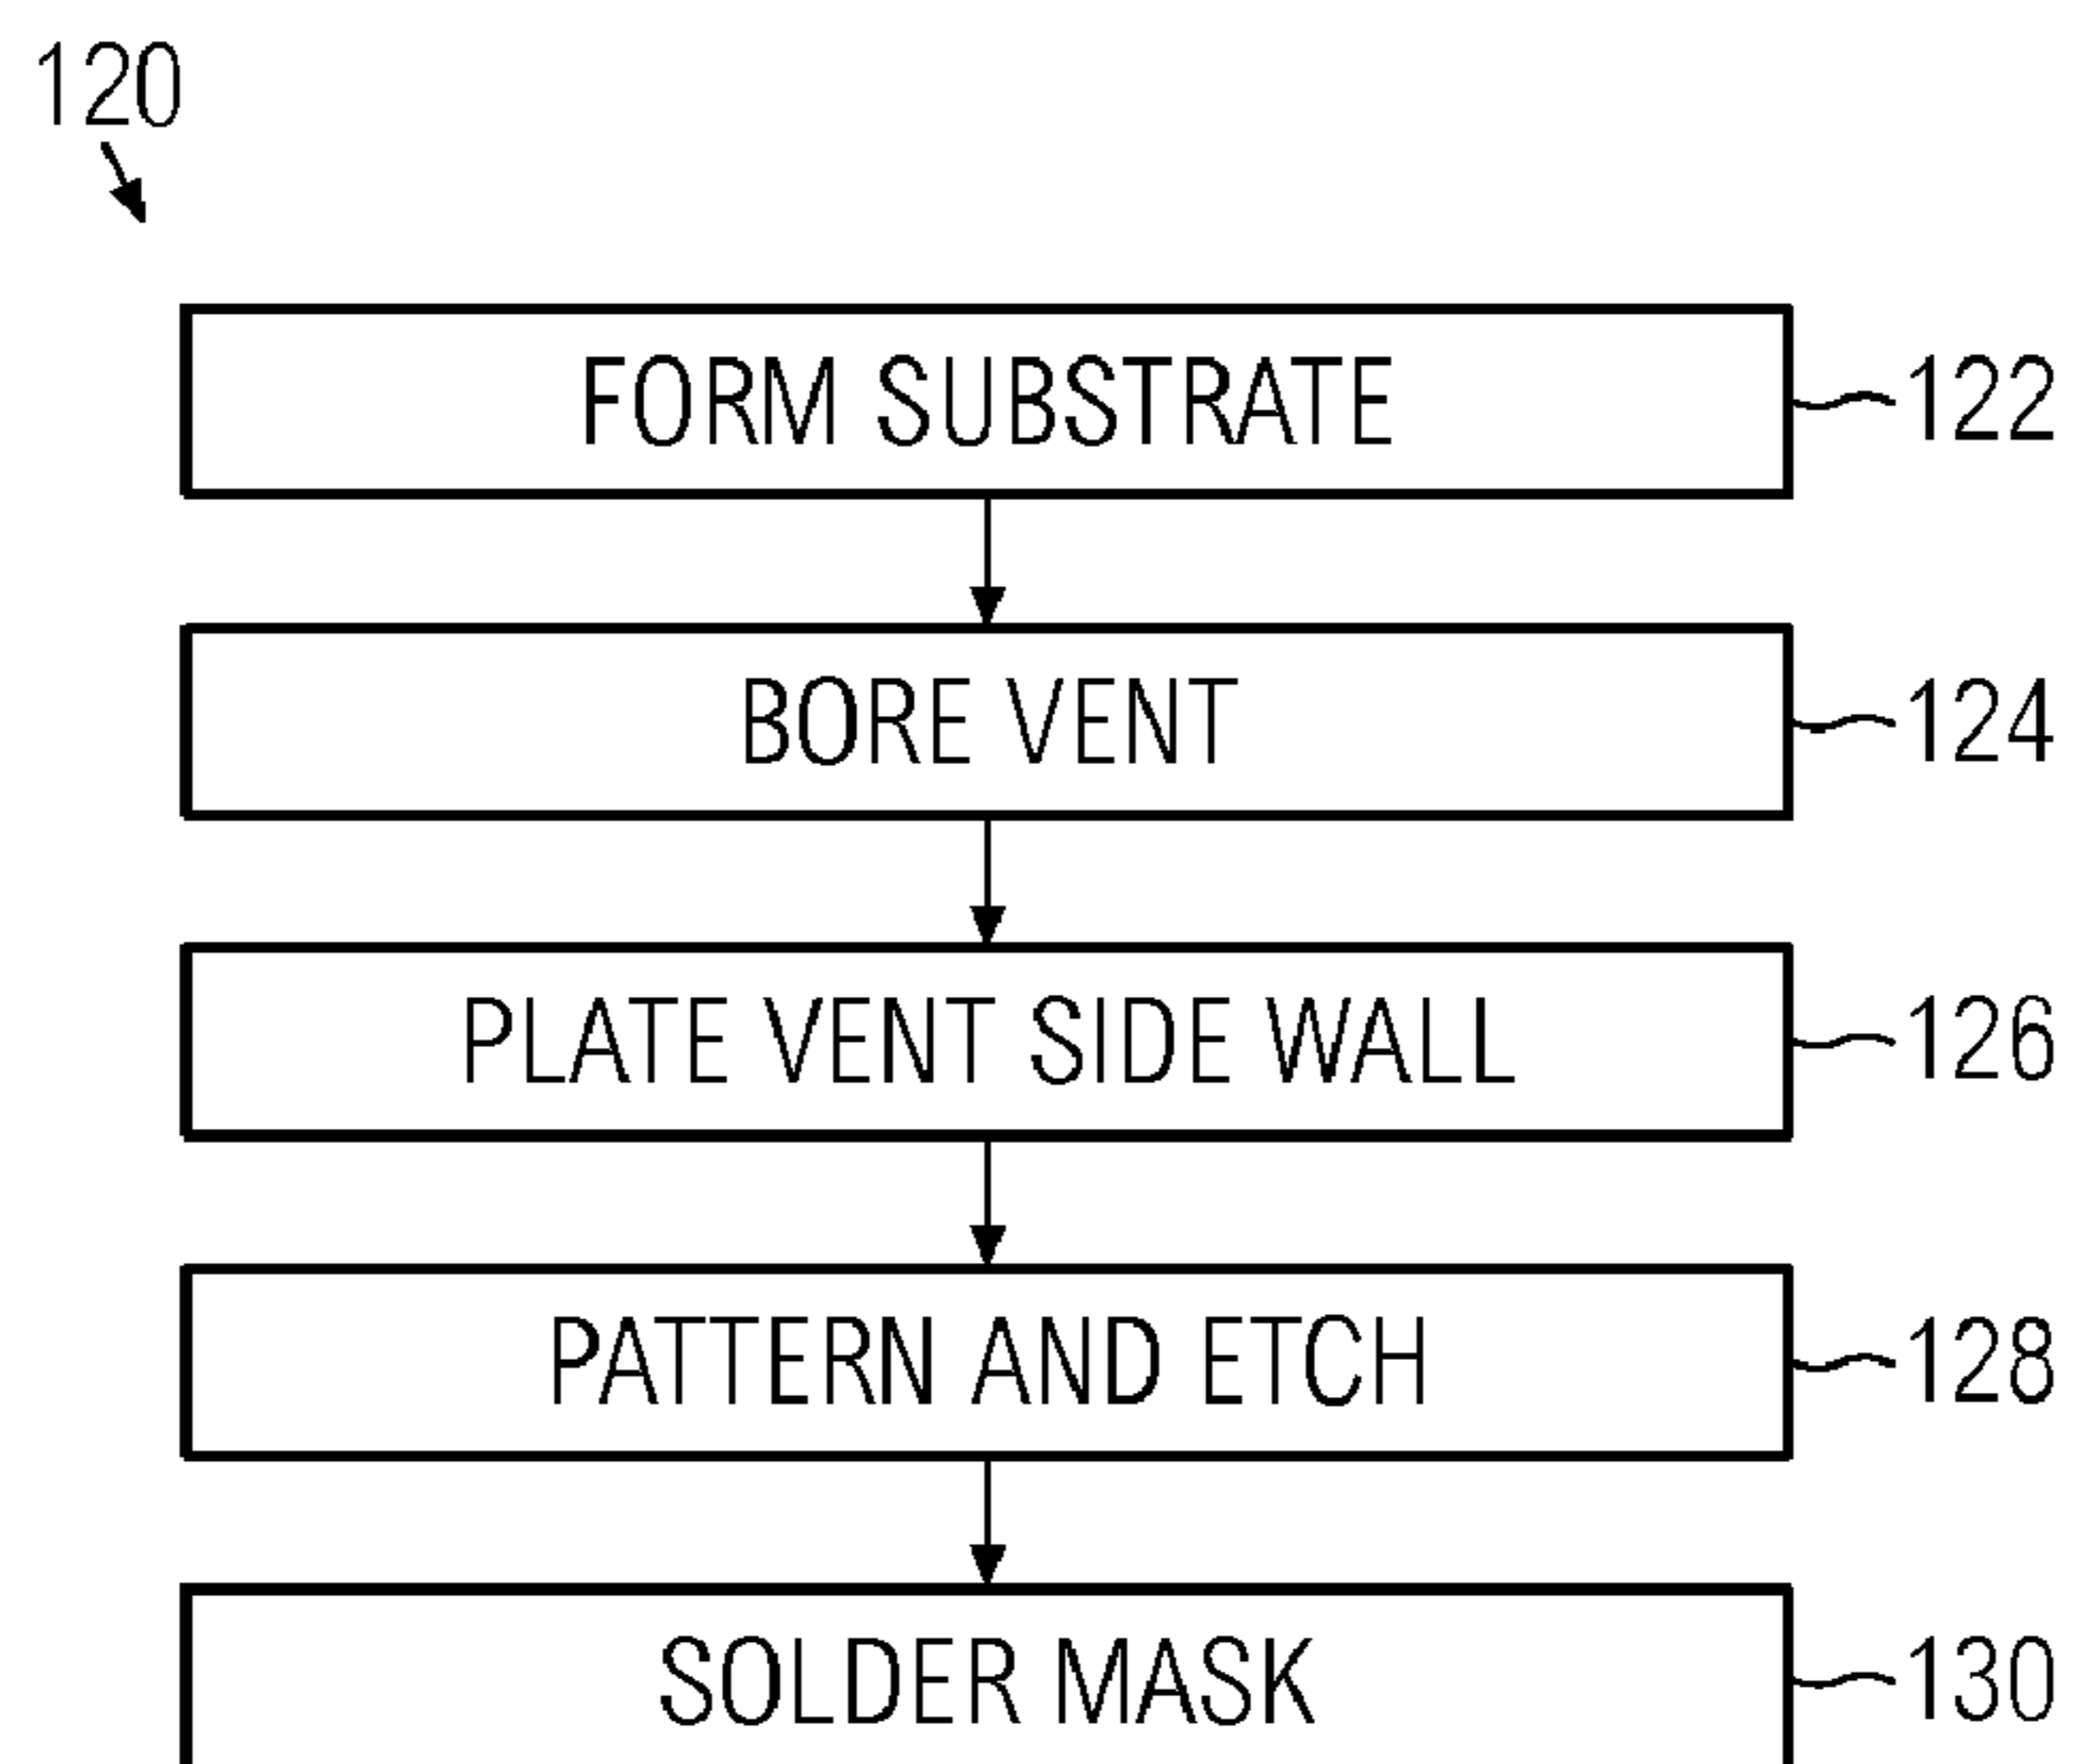 120
FORM SUBSTRATE 122
BORE VENT 124
PLATE VENT SIDE WALL 126
PATTERN AND ETCH 128
SOLDER MASK 130